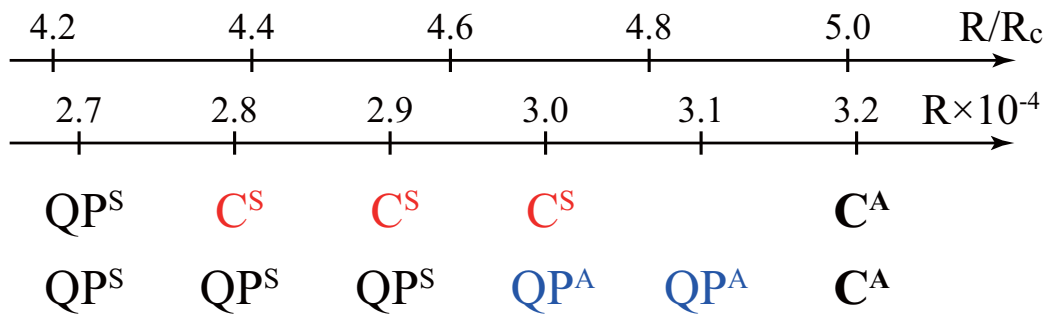 4.2 4.4 4.6 4.8 5.0 R/Rc
2.7 2.8 2.9 3.0 3.1 3.2 R×10⁻⁴
QPˢ Cˢ Cˢ Cˢ Cᴬ
QPˢ QPˢ QPˢ QPᴬ QPᴬ Cᴬ